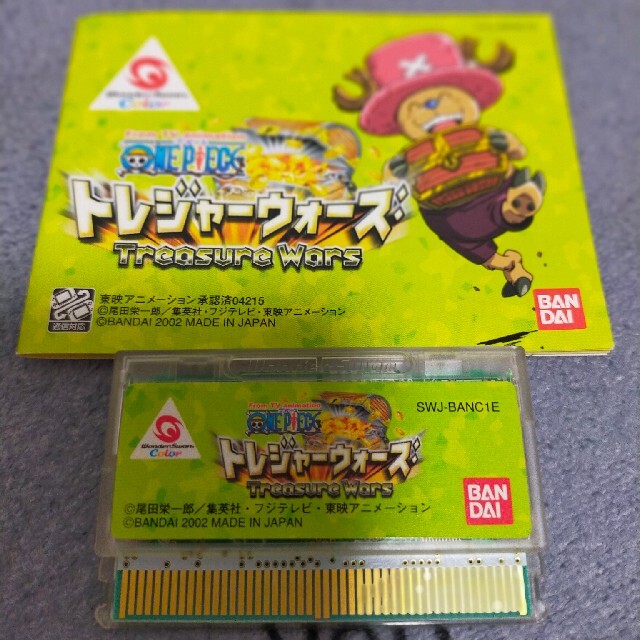 WonderSwan
Color
From TV animation
ONE PIECE
トレジャーウォーズ
Treasure Wars
通信対応
東映アニメーション承認済04215
©尾田栄一郎／集英社・フジテレビ・東映アニメーション
©BANDAI 2002 MADE IN JAPAN
BAN
DAI
SWJ-BANC1E
WonderSwan
Color
From TV animation
ONE PIECE
トレジャーウォーズ
Treasure Wars
©尾田栄一郎／集英社・フジテレビ・東映アニメーション
©BANDAI 2002 MADE IN JAPAN
BAN
DAI